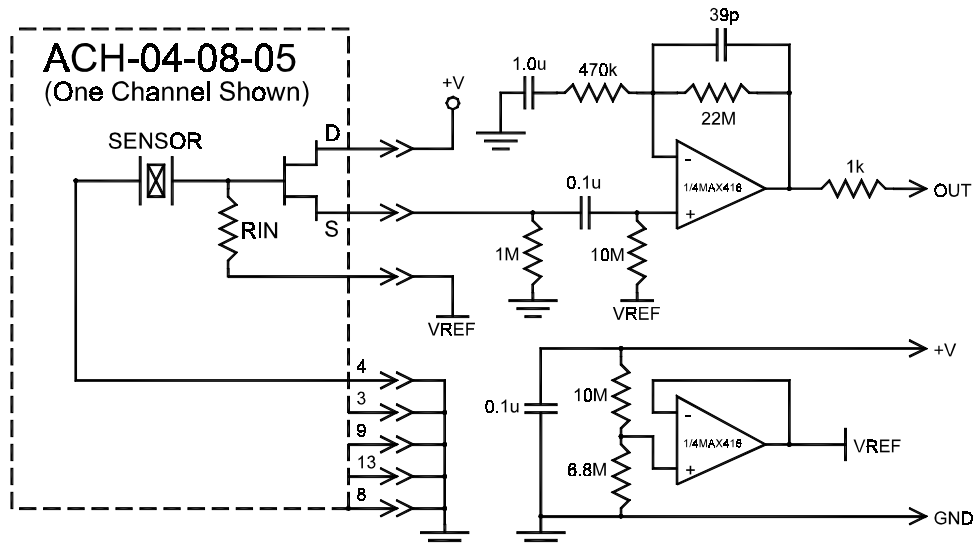 ACH-04-08-05
(One Channel Shown)
SENSOR
D
S
RIN
+V
VREF
4
3
9
13
8
39p
1.0u
470k
22M
-
1/4MAX416
+
0.1u
1M
10M
VREF
1k
OUT
+V
0.1u
10M
6.8M
-
1/4MAX416
+
VREF
GND